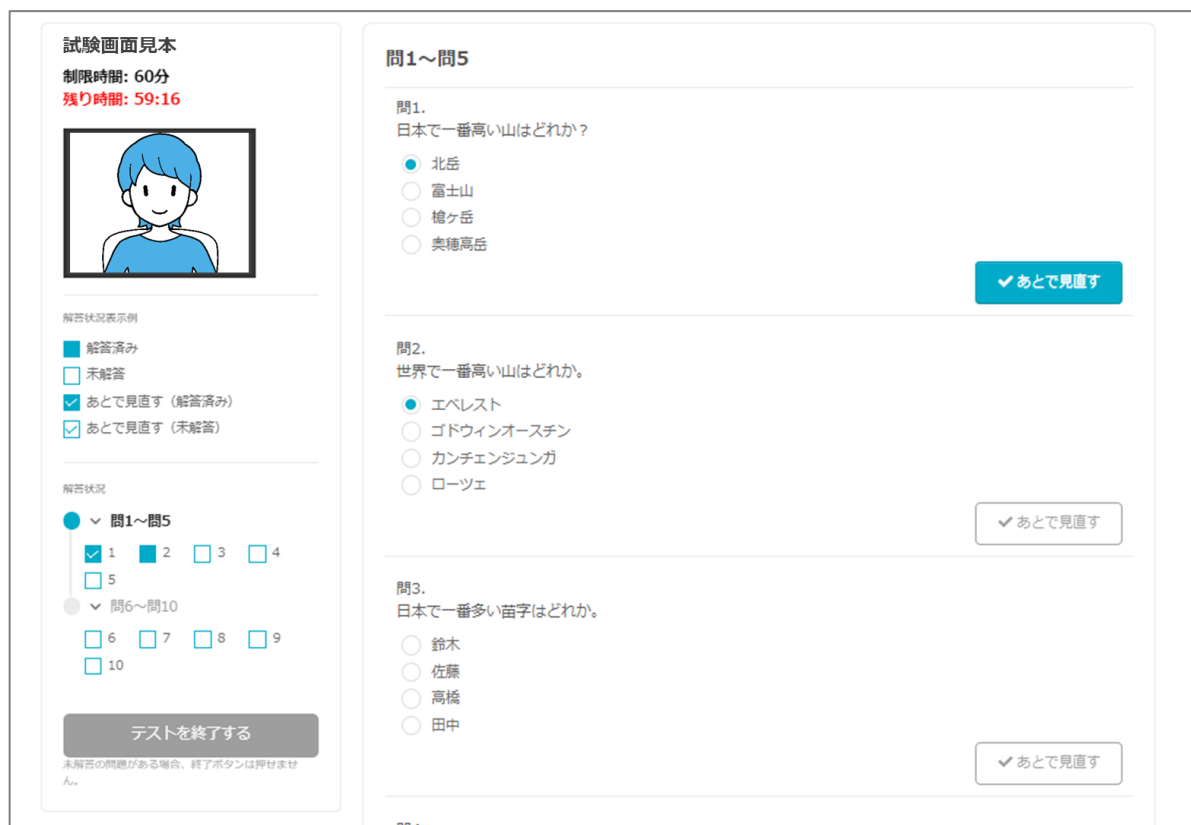 試験画面見本
制限時間: 60分
残り時間: 59:16
解答状況表示例
解答済み
未解答
あとで見直す（解答済み）
あとで見直す（未解答）
解答状況
問1～問5
1 2 3 4
5
問6～問10
6 7 8 9
10
テストを終了する
未解答の問題がある場合、終了ボタンは押せませ
ん。
問1～問5
問1.
日本で一番高い山はどれか？
北岳
富士山
槍ヶ岳
奥穂高岳
あとで見直す
問2.
世界で一番高い山はどれか。
エベレスト
ゴドウィンオースチン
カンチェンジュンガ
ローツェ
あとで見直す
問3.
日本で一番多い苗字はどれか。
鈴木
佐藤
高橋
田中
あとで見直す